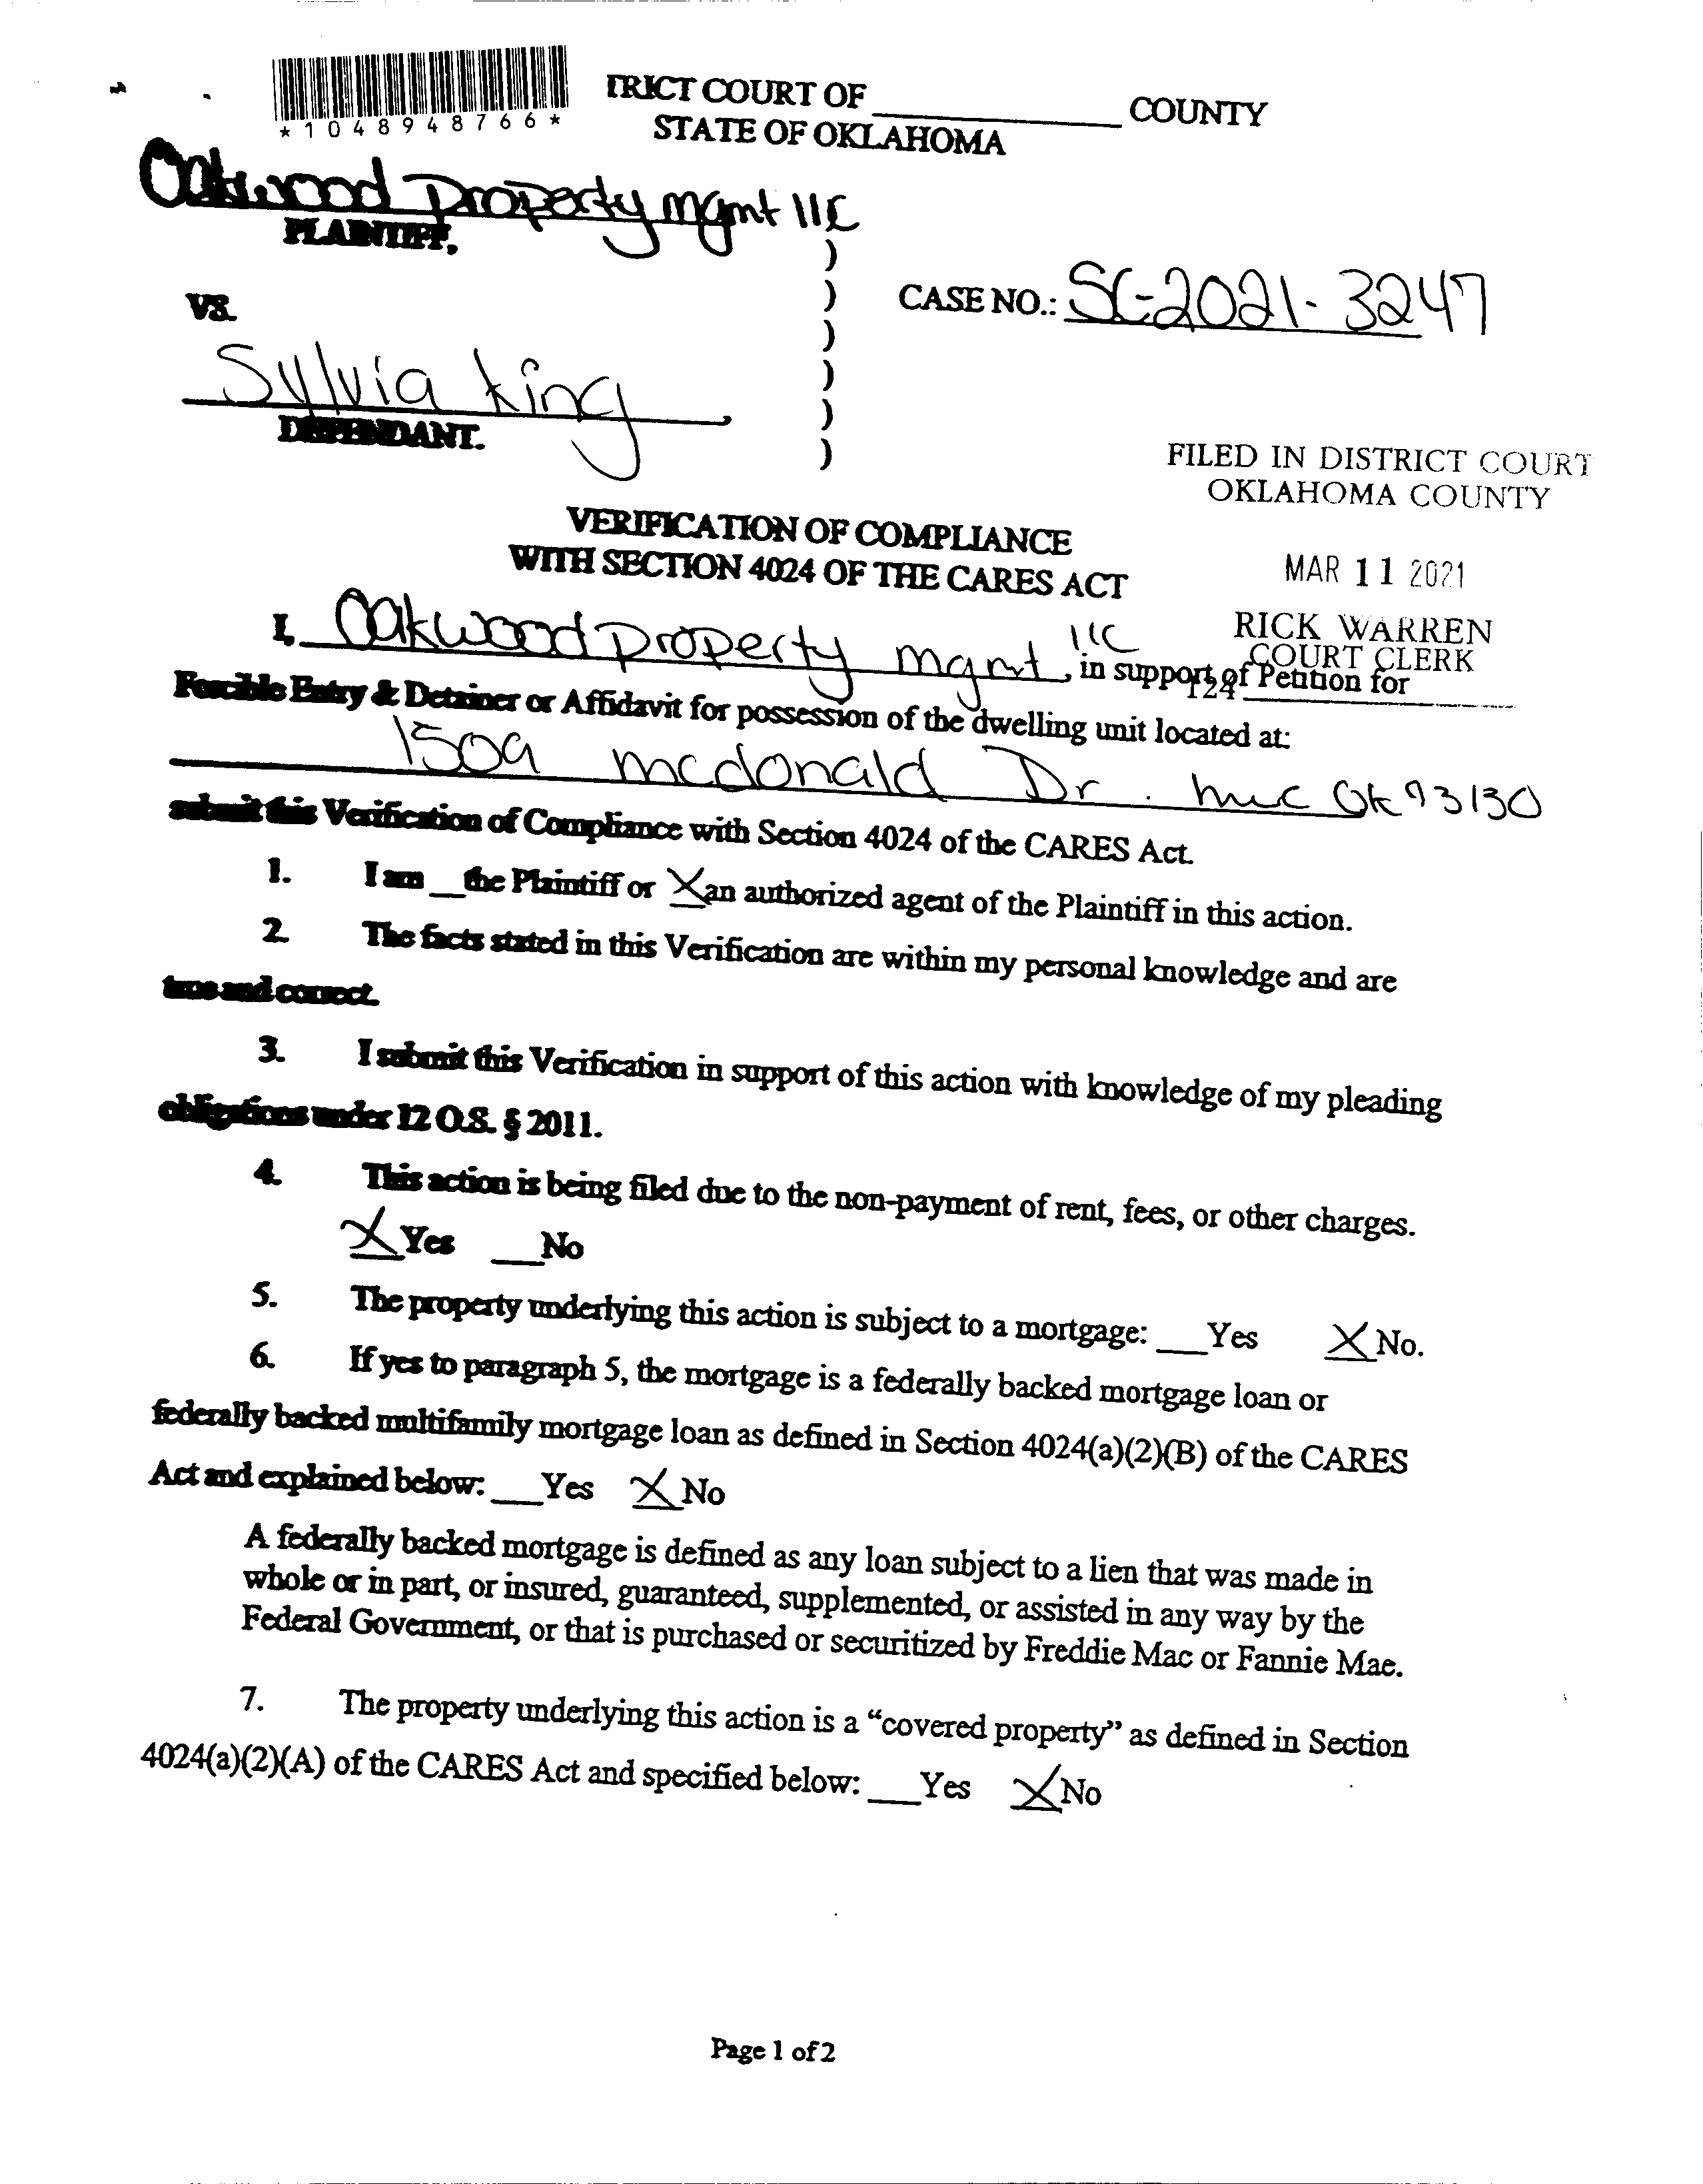 *1048948766*
TRICT COURT OF ____________ COUNTY
STATE OF OKLAHOMA
Oakwood Property mgmt llc
PLAINTIFF,
)
)
)
)
)
)
CASE NO.: SC-2021-3247
VS.
Sylvia King,
DEFENDANT.
FILED IN DISTRICT COURT
OKLAHOMA COUNTY
MAR 11 2021
RICK WARREN
COURT CLERK
124
VERIFICATION OF COMPLIANCE
WITH SECTION 4024 OF THE CARES ACT
I, Oakwood property mgmt llc, in support of Petition for
Forcible Entry & Detainer or Affidavit for possession of the dwelling unit located at:
1509 mcdonald Dr. mwc Ok 73130
submit this Verification of Compliance with Section 4024 of the CARES Act.
1. I am __the Plaintiff or X an authorized agent of the Plaintiff in this action.
2. The facts stated in this Verification are within my personal knowledge and are
true and correct.
3. I submit this Verification in support of this action with knowledge of my pleading
obligations under 12 O.S. § 2011.
4. This action is being filed due to the non-payment of rent, fees, or other charges.
X Yes ___No
5. The property underlying this action is subject to a mortgage: ___Yes X No.
6. If yes to paragraph 5, the mortgage is a federally backed mortgage loan or
federally backed multifamily mortgage loan as defined in Section 4024(a)(2)(B) of the CARES
Act and explained below: ___Yes X No
A federally backed mortgage is defined as any loan subject to a lien that was made in
whole or in part, or insured, guaranteed, supplemented, or assisted in any way by the
Federal Government, or that is purchased or securitized by Freddie Mac or Fannie Mae.
7. The property underlying this action is a “covered property” as defined in Section
4024(a)(2)(A) of the CARES Act and specified below: ___Yes X No
Page 1 of 2